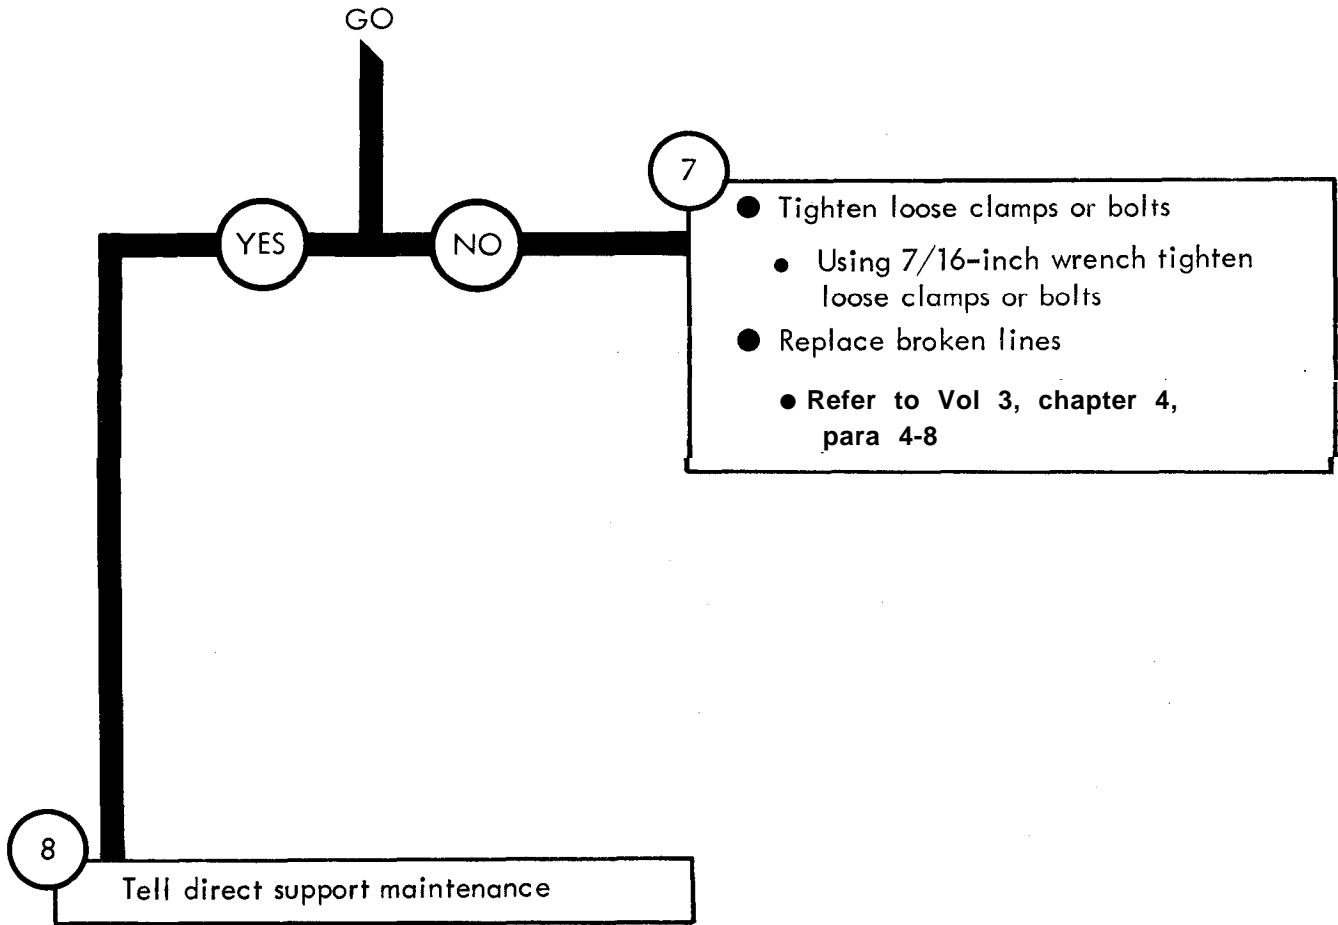 GO
YES
NO
7
● Tighten loose clamps or bolts
● Using 7/16-inch wrench tighten
loose clamps or bolts
● Replace broken lines
● Refer to Vol 3, chapter 4,
para 4-8
8
Tell direct support maintenance